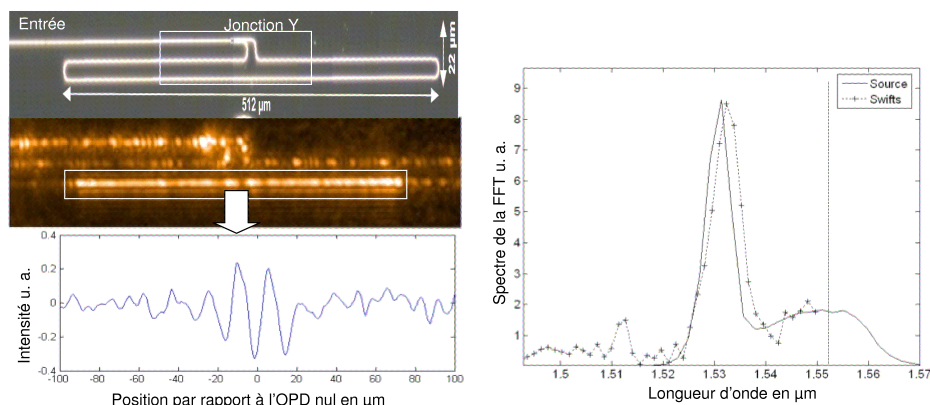 Entrée
Jonction Y
22 µm
512 µm
Intensité u. a.
0.4
0.2
0
-0.2
-0.4
-100 -80 -60 -40 -20 0 20 40 60 80 100
Position par rapport à l'OPD nul en µm
Spectre de la FFT u. a.
9
8
7
6
5
4
3
2
1
1.5 1.51 1.52 1.53 1.54 1.55 1.56 1.57
Longueur d'onde en µm
Source
Swifts